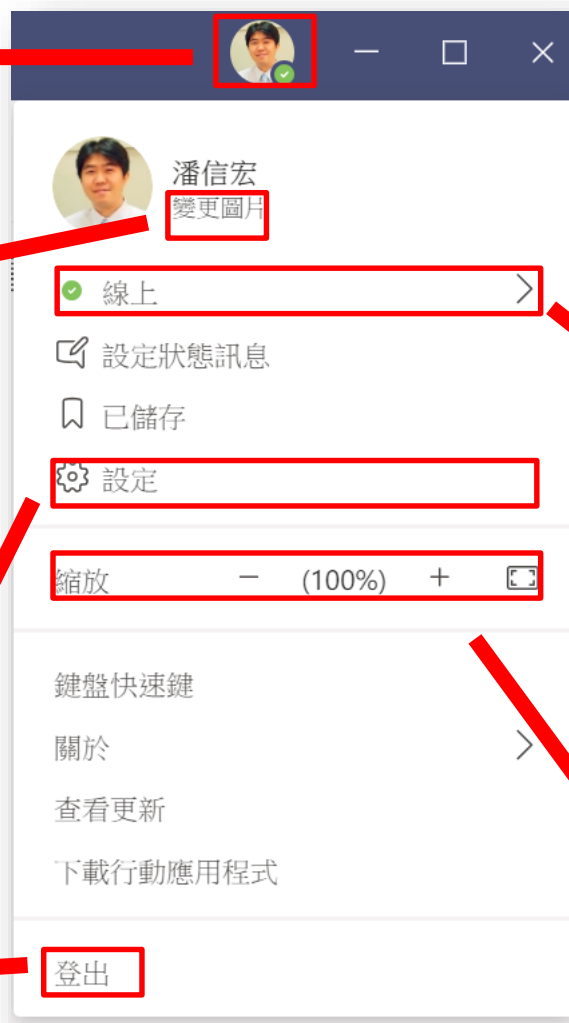 潘信宏
變更圖片
線上
設定狀態訊息
已儲存
設定
縮放 － (100%) ＋
鍵盤快速鍵
關於
查看更新
下載行動應用程式
登出